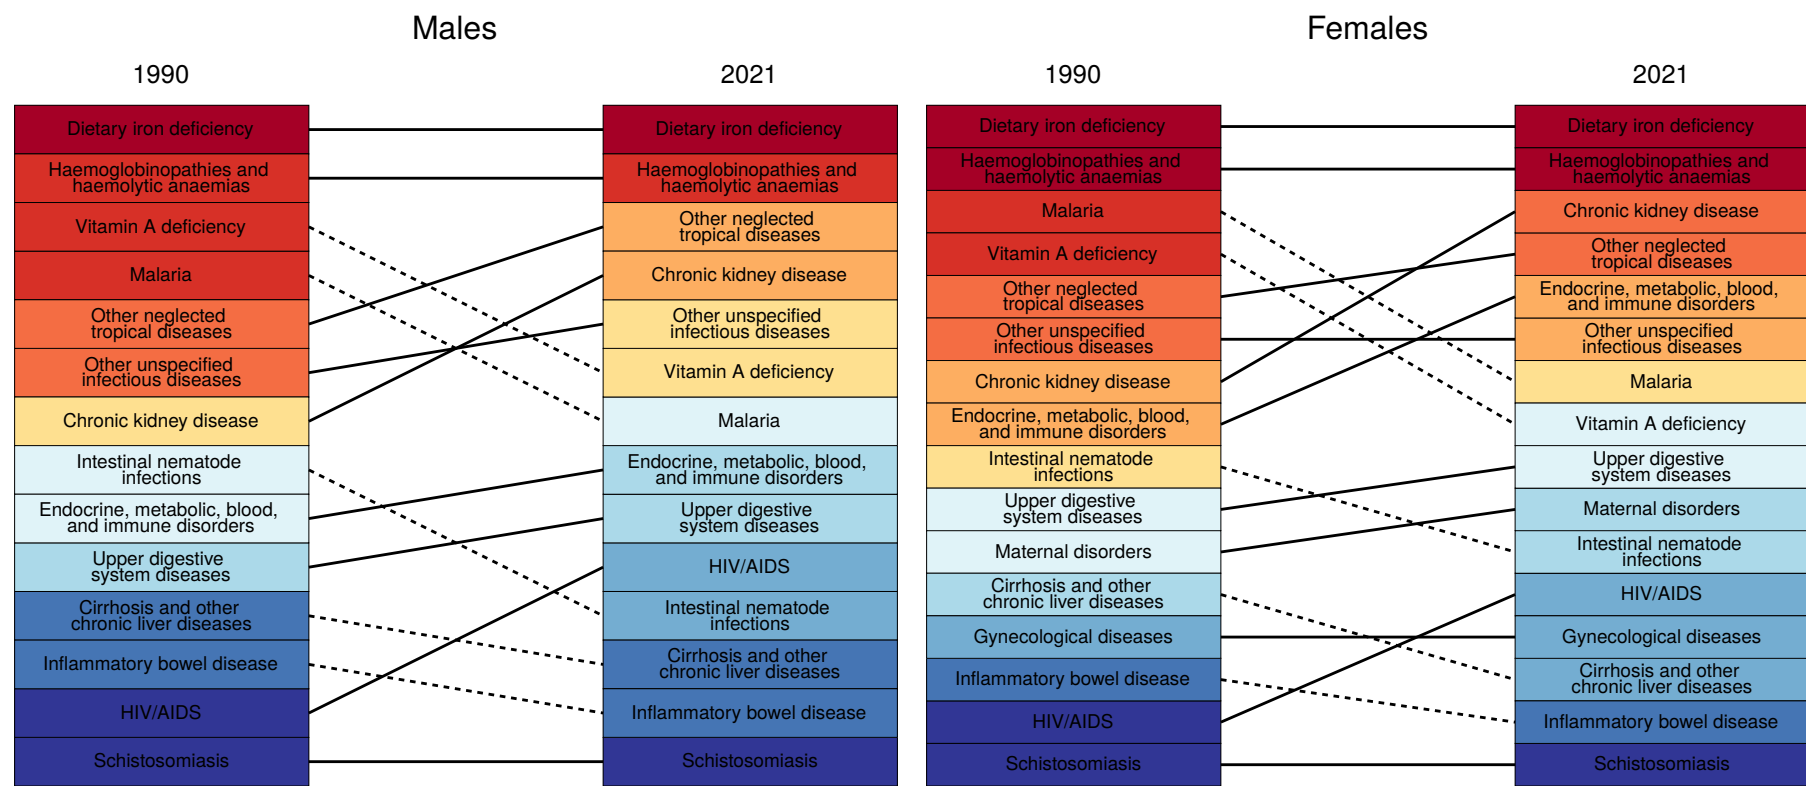 Males
1990
2021
Dietary iron deficiency
Haemoglobinopathies and
haemolytic anaemias
Vitamin A deficiency
Malaria
Other neglected
tropical diseases
Other unspecified
infectious diseases
Chronic kidney disease
Intestinal nematode
infections
Endocrine, metabolic, blood,
and immune disorders
Upper digestive
system diseases
Cirrhosis and other
chronic liver diseases
Inflammatory bowel disease
HIV/AIDS
Schistosomiasis
Dietary iron deficiency
Haemoglobinopathies and
haemolytic anaemias
Other neglected
tropical diseases
Chronic kidney disease
Other unspecified
infectious diseases
Vitamin A deficiency
Malaria
Endocrine, metabolic, blood,
and immune disorders
Upper digestive
system diseases
HIV/AIDS
Intestinal nematode
infections
Cirrhosis and other
chronic liver diseases
Inflammatory bowel disease
Schistosomiasis
Females
1990
2021
Dietary iron deficiency
Haemoglobinopathies and
haemolytic anaemias
Malaria
Vitamin A deficiency
Other neglected
tropical diseases
Other unspecified
infectious diseases
Chronic kidney disease
Endocrine, metabolic, blood,
and immune disorders
Intestinal nematode
infections
Upper digestive
system diseases
Maternal disorders
Cirrhosis and other
chronic liver diseases
Gynecological diseases
Inflammatory bowel disease
HIV/AIDS
Schistosomiasis
Dietary iron deficiency
Haemoglobinopathies and
haemolytic anaemias
Chronic kidney disease
Other neglected
tropical diseases
Endocrine, metabolic, blood,
and immune disorders
Other unspecified
infectious diseases
Malaria
Vitamin A deficiency
Upper digestive
system diseases
Maternal disorders
Intestinal nematode
infections
HIV/AIDS
Gynecological diseases
Cirrhosis and other
chronic liver diseases
Inflammatory bowel disease
Schistosomiasis